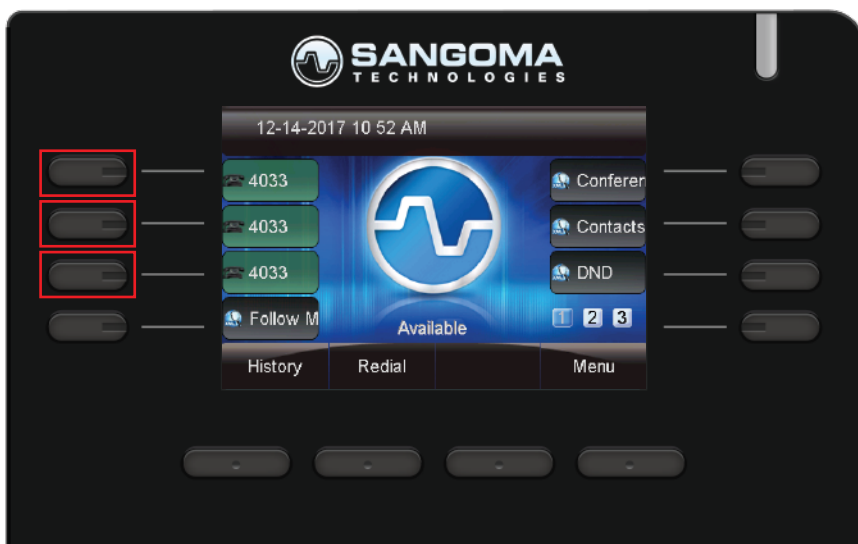 SANGOMA
TECHNOLOGIES
12-14-2017 10 52 AM
4033
Conferen
4033
Contacts
4033
DND
Follow M
Available
1 2 3
History Redial Menu